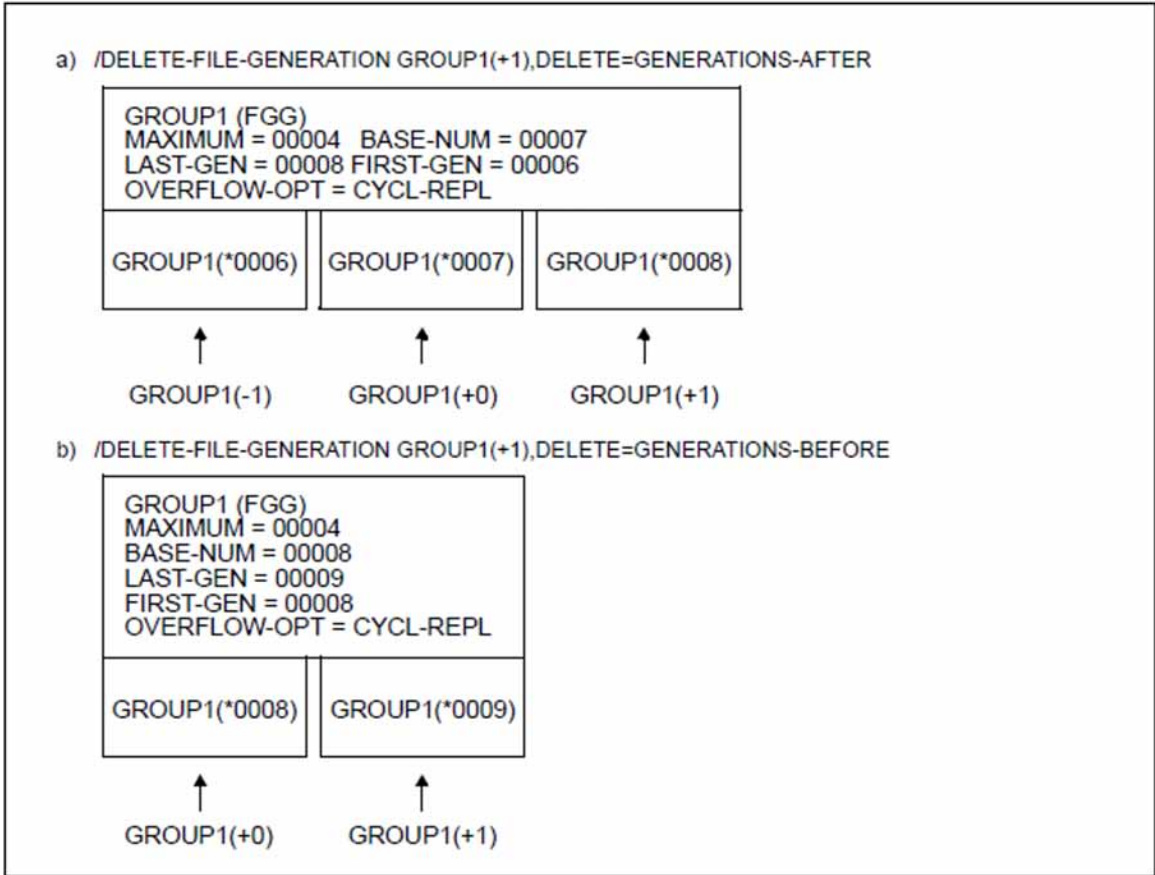 a) /DELETE-FILE-GENERATION GROUP1(+1),DELETE=GENERATIONS-AFTER
GROUP1 (FGG)
MAXIMUM = 00004 BASE-NUM = 00007
LAST-GEN = 00008 FIRST-GEN = 00006
OVERFLOW-OPT = CYCL-REPL
GROUP1(*0006) GROUP1(*0007) GROUP1(*0008)
GROUP1(-1) GROUP1(+0) GROUP1(+1)
b) /DELETE-FILE-GENERATION GROUP1(+1),DELETE=GENERATIONS-BEFORE
GROUP1 (FGG)
MAXIMUM = 00004
BASE-NUM = 00008
LAST-GEN = 00009
FIRST-GEN = 00008
OVERFLOW-OPT = CYCL-REPL
GROUP1(*0008) GROUP1(*0009)
GROUP1(+0) GROUP1(+1)